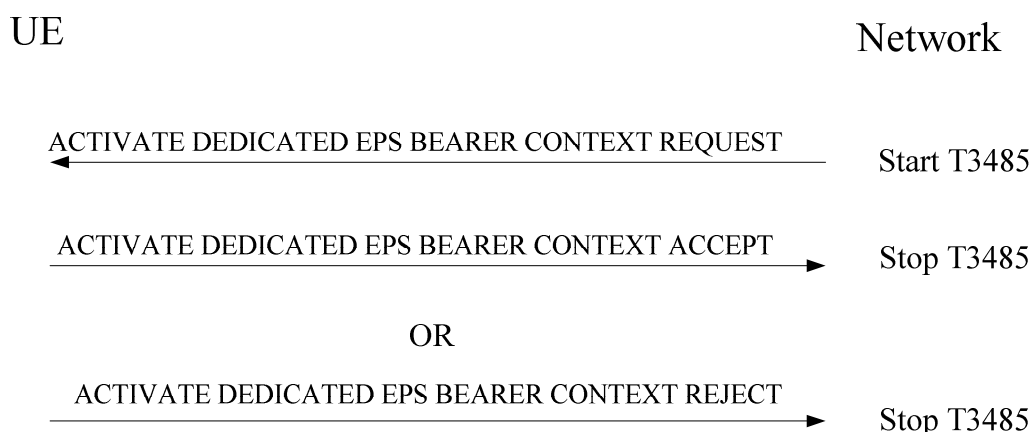 UE
Network
ACTIVATE DEDICATED EPS BEARER CONTEXT REQUEST
Start T3485
ACTIVATE DEDICATED EPS BEARER CONTEXT ACCEPT
Stop T3485
OR
ACTIVATE DEDICATED EPS BEARER CONTEXT REJECT
Stop T3485